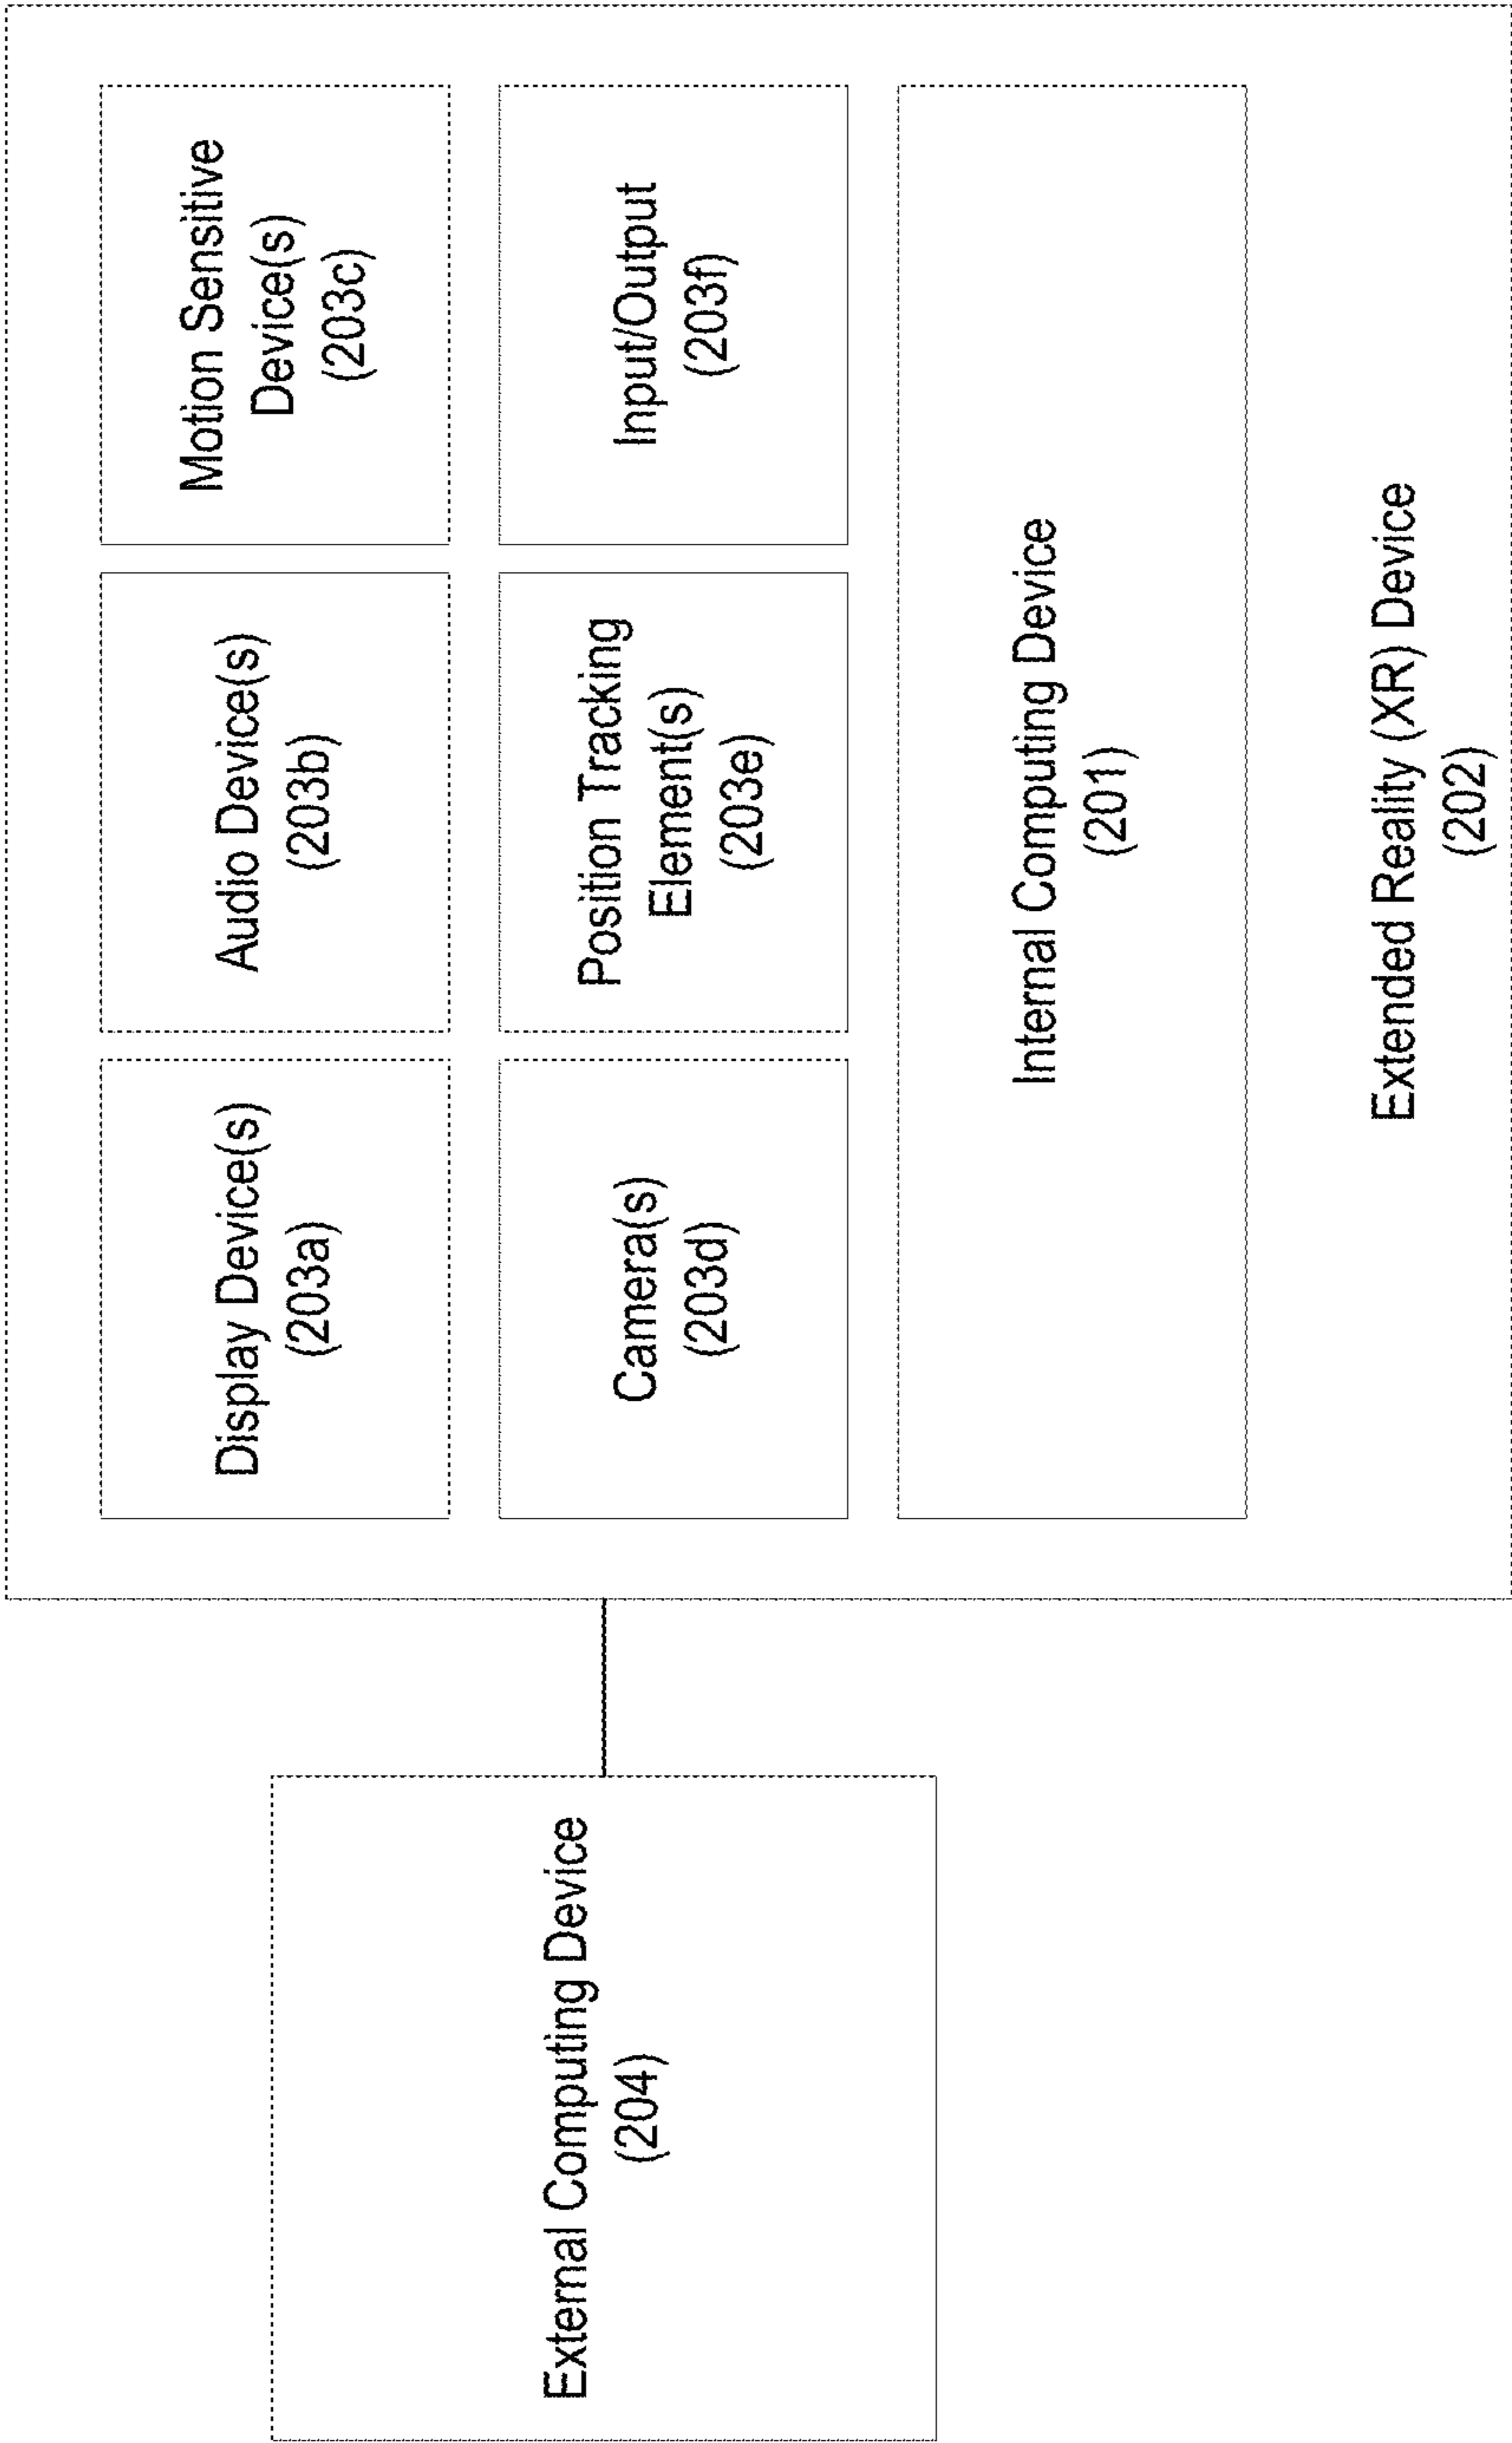 External Computing Device
(204)
Display Device(s)
(203a)
Audio Device(s)
(203b)
Motion Sensitive
Device(s)
(203c)
Camera(s)
(203d)
Position Tracking
Element(s)
(203e)
Input/Output
(203f)
Internal Computing Device
(201)
Extended Reality (XR) Device
(202)